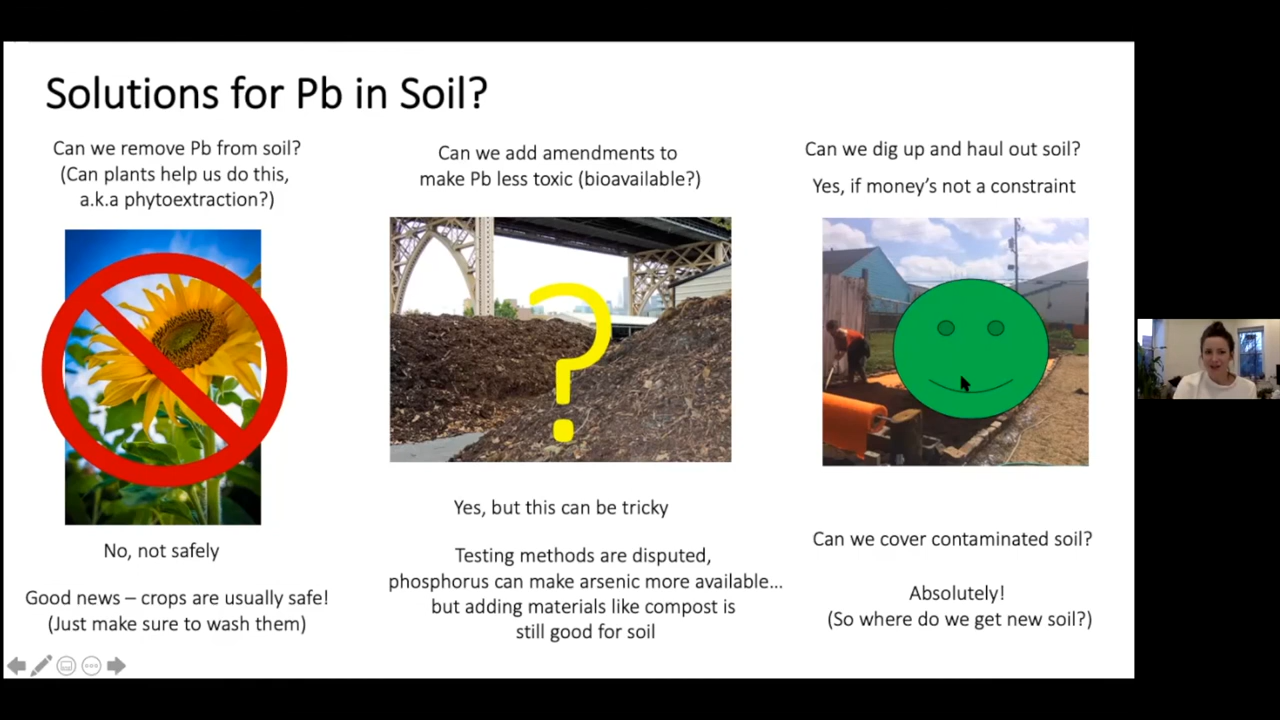 Solutions for Pb in Soil?
Can we remove Pb from soil?
(Can plants help us do this,
a.k.a phytoextraction?)
No, not safely
Good news – crops are usually safe!
(Just make sure to wash them)
Can we add amendments to
make Pb less toxic (bioavailable?)
?
Yes, but this can be tricky
Testing methods are disputed,
phosphorus can make arsenic more available...
but adding materials like compost is
still good for soil
Can we dig up and haul out soil?
Yes, if money's not a constraint
Can we cover contaminated soil?
Absolutely!
(So where do we get new soil?)